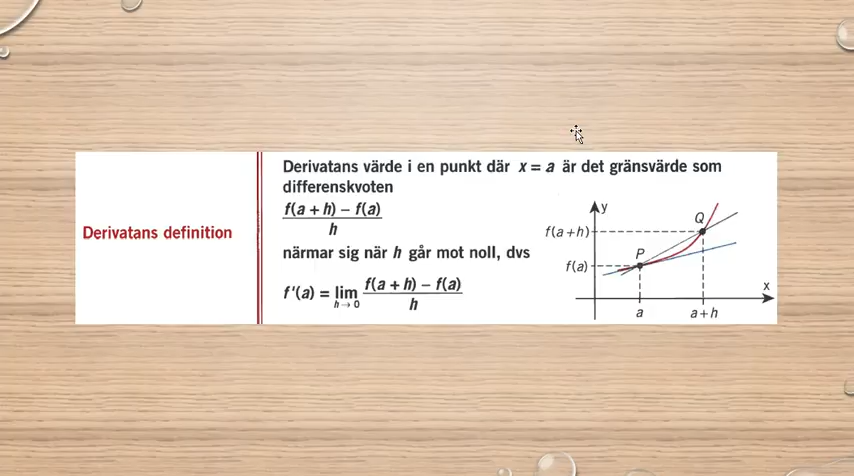 Derivatans definition
Derivatans värde i en punkt där x = a är det gränsvärde som
differenskvoten
f(a + h) – f(a)
h
närmar sig när h går mot noll, dvs
f'(a) = lim f(a + h) – f(a)
h → 0 h
y
Q
f(a+h)
P
f(a)
x
a
a+h